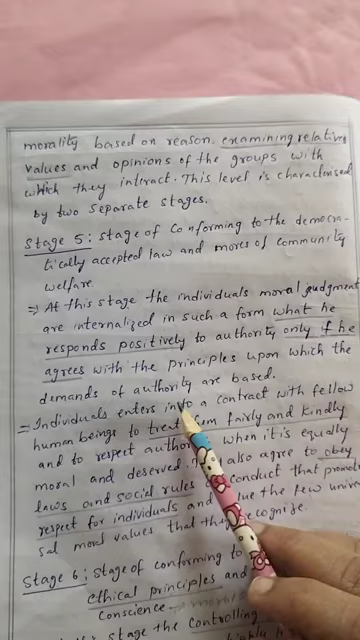 morality based on reason, examining relative
values and opinions of the groups with
which they interact. This level is characterised
by two separate stages.
Stage 5: stage of conforming to the democra-
tically accepted law and mores of community
welfare.
⇒ At this stage the individuals moral judgment
are internalized in such a form what he
responds positively to authority only if he
agrees with the principles upon which the
demands of authority are based.
⇒ Individuals enters into a contract with fellow
human beings to treat them fairly and kindly
and to respect when it is equally
moral and deserved. also agree to obey
laws and social rules conduct that promote
respect for individuals and the few univer
sal moral values that they recognize.
Stage 6: Stage of conforming to
ethical principles and
conscience
stage the controlling